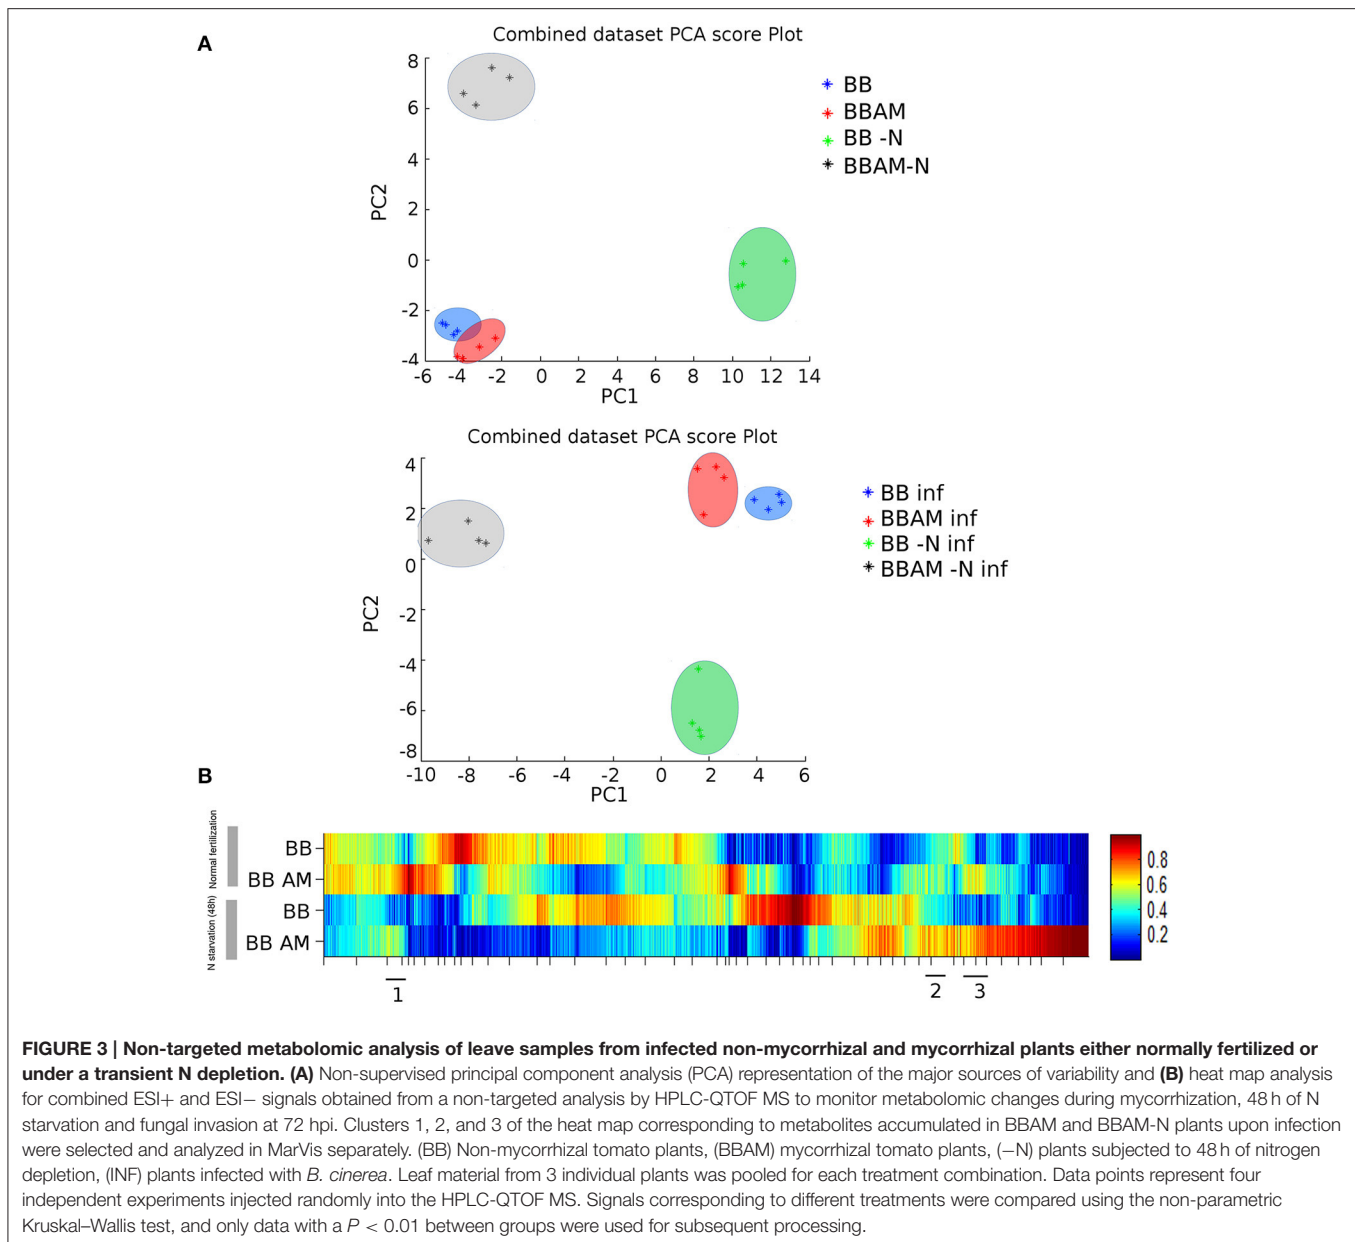 A
Combined dataset PCA score Plot
8
6
4
2
0
-2
-4
PC2
-6 -4 -2 0 2 4 6 8 10 12 14
PC1
BB
BBAM
BB -N
BBAM-N
Combined dataset PCA score Plot
4
2
0
-2
-4
-6
-8
PC2
-10 -8 -6 -4 -2 0 2 4 6
PC1
BB inf
BBAM inf
BB -N inf
BBAM -N inf
B
Normal fertilization
N starvation (48h)
BB
BB AM
BB
BB AM
1
2
3
0.8
0.6
0.4
0.2
FIGURE 3 | Non-targeted metabolomic analysis of leave samples from infected non-mycorrhizal and mycorrhizal plants either normally fertilized or
under a transient N depletion. (A) Non-supervised principal component analysis (PCA) representation of the major sources of variability and (B) heat map analysis
for combined ESI+ and ESI− signals obtained from a non-targeted analysis by HPLC-QTOF MS to monitor metabolomic changes during mycorrhization, 48 h of N
starvation and fungal invasion at 72 hpi. Clusters 1, 2, and 3 of the heat map corresponding to metabolites accumulated in BBAM and BBAM-N plants upon infection
were selected and analyzed in MarVis separately. (BB) Non-mycorrhizal tomato plants, (BBAM) mycorrhizal tomato plants, (−N) plants subjected to 48 h of nitrogen
depletion, (INF) plants infected with B. cinerea. Leaf material from 3 individual plants was pooled for each treatment combination. Data points represent four
independent experiments injected randomly into the HPLC-QTOF MS. Signals corresponding to different treatments were compared using the non-parametric
Kruskal–Wallis test, and only data with a P < 0.01 between groups were used for subsequent processing.